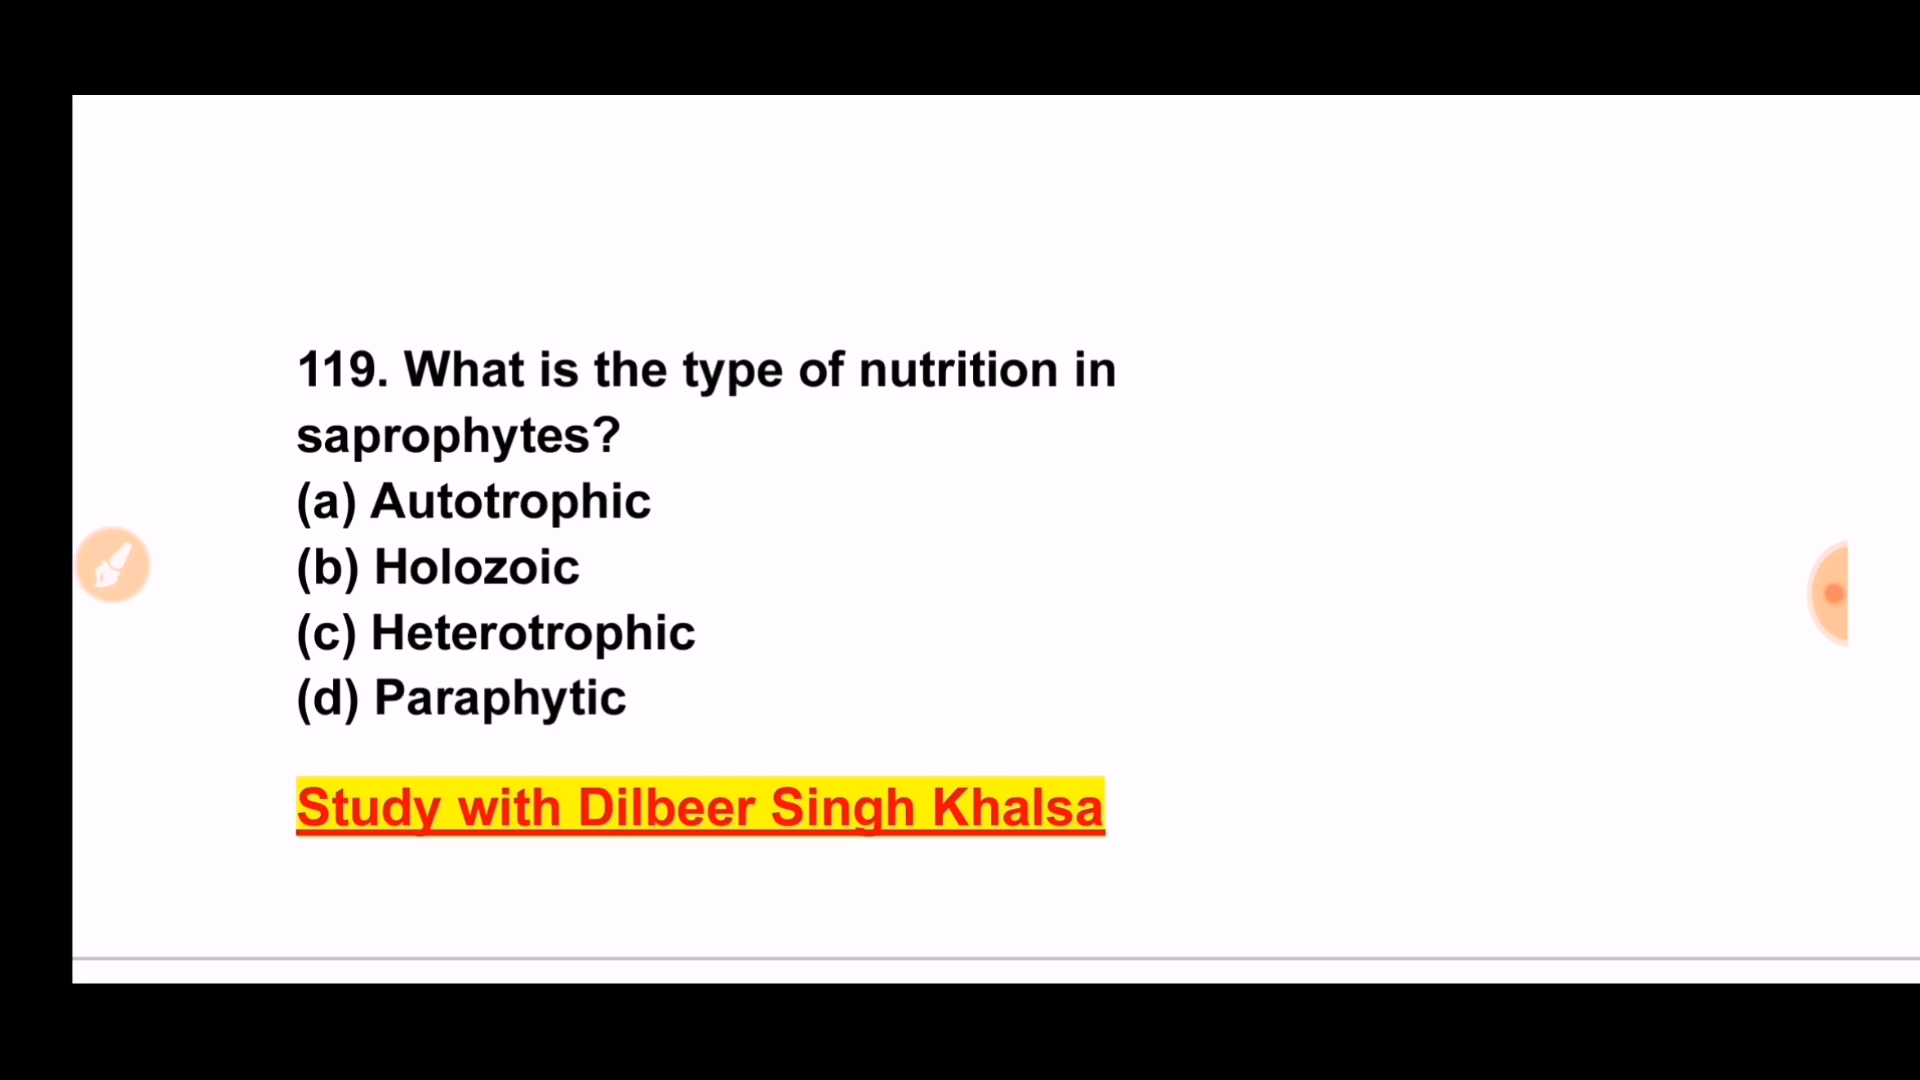 119. What is the type of nutrition in
saprophytes?
(a) Autotrophic
(b) Holozoic
(c) Heterotrophic
(d) Paraphytic
Study with Dilbeer Singh Khalsa